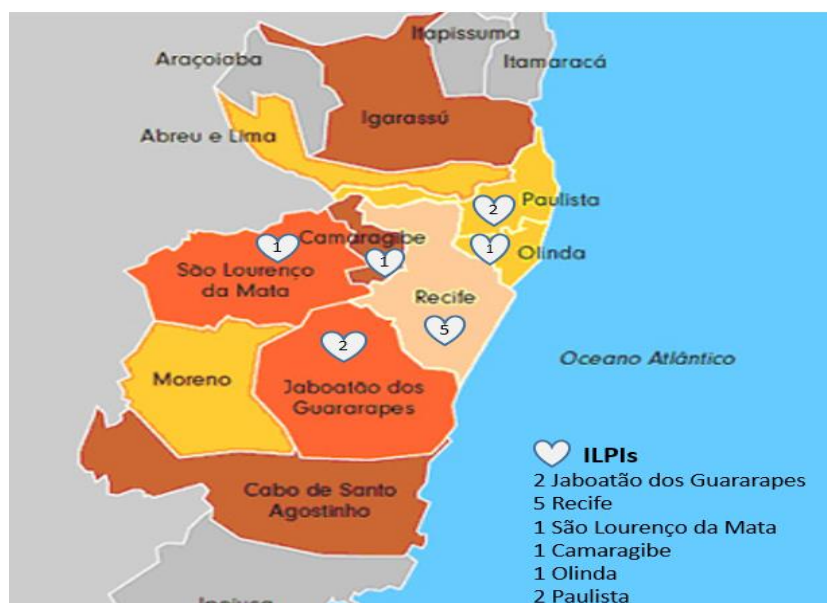 Itapissuma
Araçoiaba
Itamaracá
Igarassú
Abreu e Lima
2
Paulista
Camaragibe
1
1
1
Olinda
São Lourenço
da Mata
Recife
5
2
Oceano Atlântico
Moreno
Jaboatão dos
Guararapes
ILPIs
2 Jaboatão dos Guararapes
5 Recife
Cabo de Santo
Agostinho
1 São Lourenço da Mata
1 Camaragibe
1 Olinda
2 Paulista